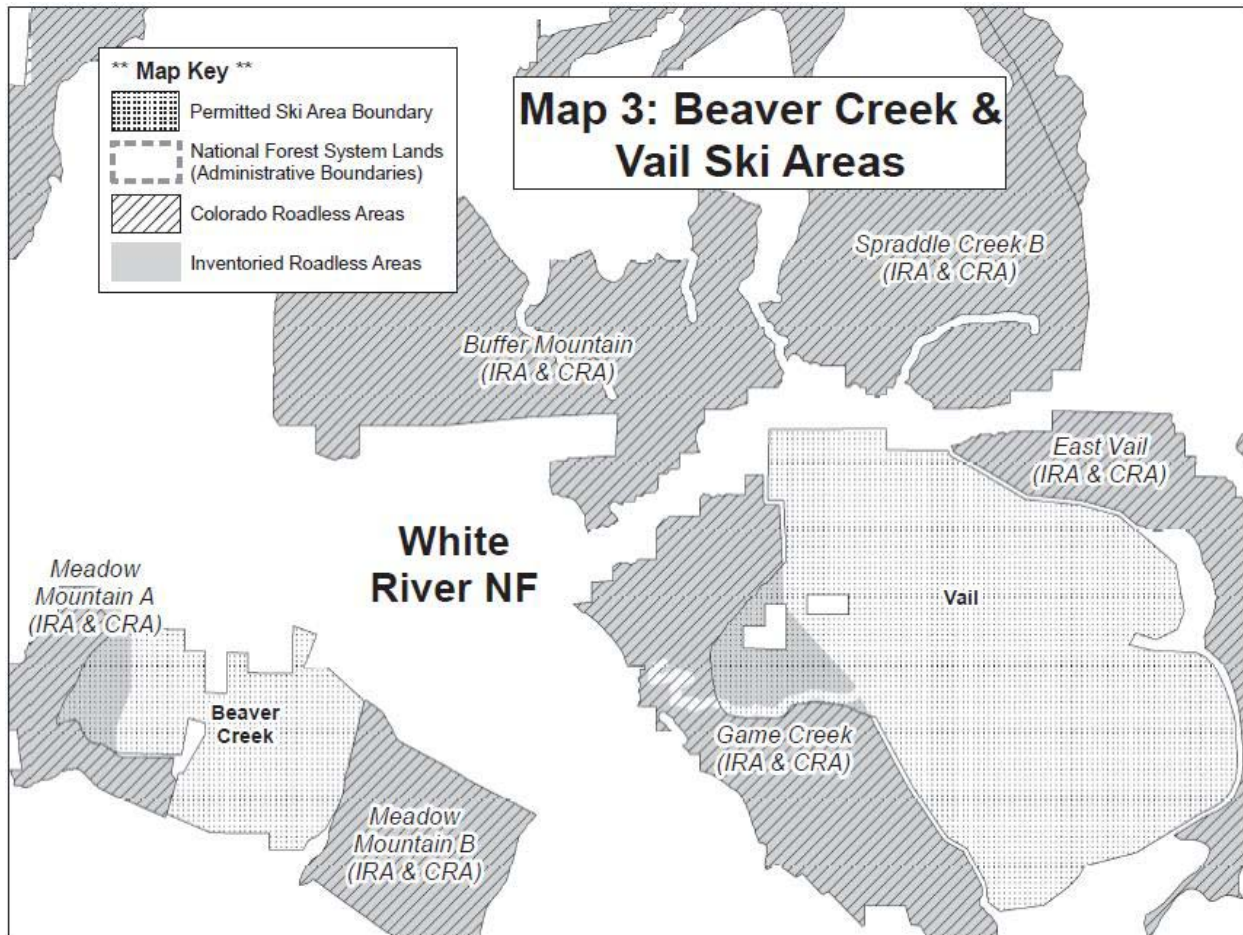 ** Map Key **
Permitted Ski Area Boundary
National Forest System Lands
(Administrative Boundaries)
Colorado Roadless Areas
Inventoried Roadless Areas
Map 3: Beaver Creek &
Vail Ski Areas
Spraddle Creek B
(IRA & CRA)
Buffer Mountain
(IRA & CRA)
East Vail
(IRA & CRA)
White
River NF
Meadow
Mountain A
(IRA & CRA)
Vail
Beaver
Creek
Game Creek
(IRA & CRA)
Meadow
Mountain B
(IRA & CRA)